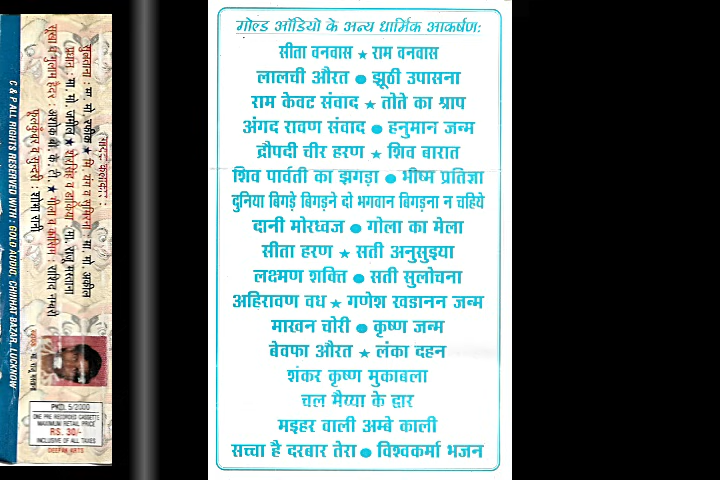 गोल्ड ऑडियो के अन्य धार्मिक आकर्षण:
सीता वनवास ★ राम वनवास
लालची औरत ● झूठी उपासना
राम केवट संवाद ★ तोते का श्राप
अंगद रावण संवाद ● हनुमान जन्म
द्रौपदी चीर हरण ★ शिव बारात
शिव पार्वती का झगड़ा ● भीष्म प्रतिज्ञा
दुनिया बिगड़े बिगड़ने दो भगवान बिगड़ना न चहिये
दानी मोरध्वज ● गोला का मेला
सीता हरण ★ सती अनुसुइया
लक्ष्मण शक्ति ● सती सुलोचना
अहिरावण वध ★ गणेश खडानन जन्म
माखन चोरी ● कृष्ण जन्म
बेवफा औरत ★ लंका दहन
शंकर कृष्ण मुकाबला
चल मैय्या के द्वार
मइहर वाली अम्बे काली
सच्चा है दरबार तेरा ● विश्वकर्मा भजन
C & P ALL RIGHTS RESERVED WITH : GOLD AUDIO, CHINHAT BAZAR, LUCKNOW
PKD. 5/2000
ONE PRE RECORDED CASSETTE
MAXIMUM RETAIL PRICE
RS. 30/-
INCLUSIVE OF ALL TAXES
DEEPAK ARTS